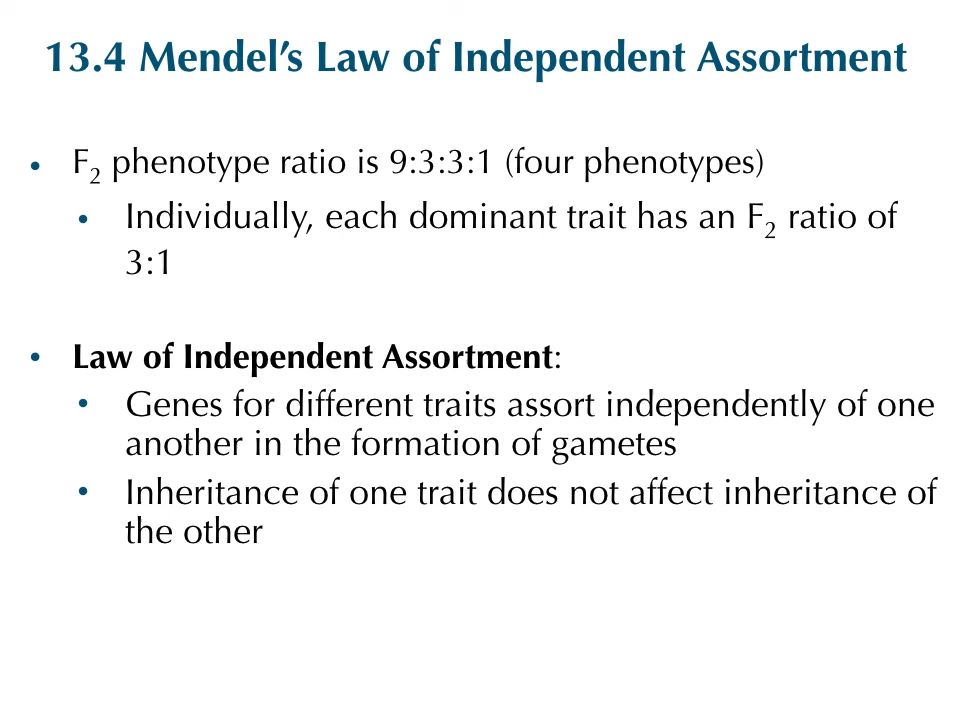 13.4 Mendel’s Law of Independent Assortment
• F₂ phenotype ratio is 9:3:3:1 (four phenotypes)
• Individually, each dominant trait has an F₂ ratio of
3:1
• Law of Independent Assortment:
• Genes for different traits assort independently of one
another in the formation of gametes
• Inheritance of one trait does not affect inheritance of
the other